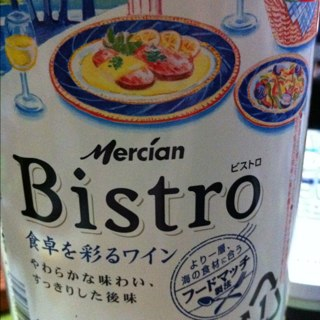 Mercian
Bistro
ビストロ
食卓を彩るワイン
やわらかな味わい、
すっきりした後味
より一層、
海の食材に合う
フードマッチ
製法